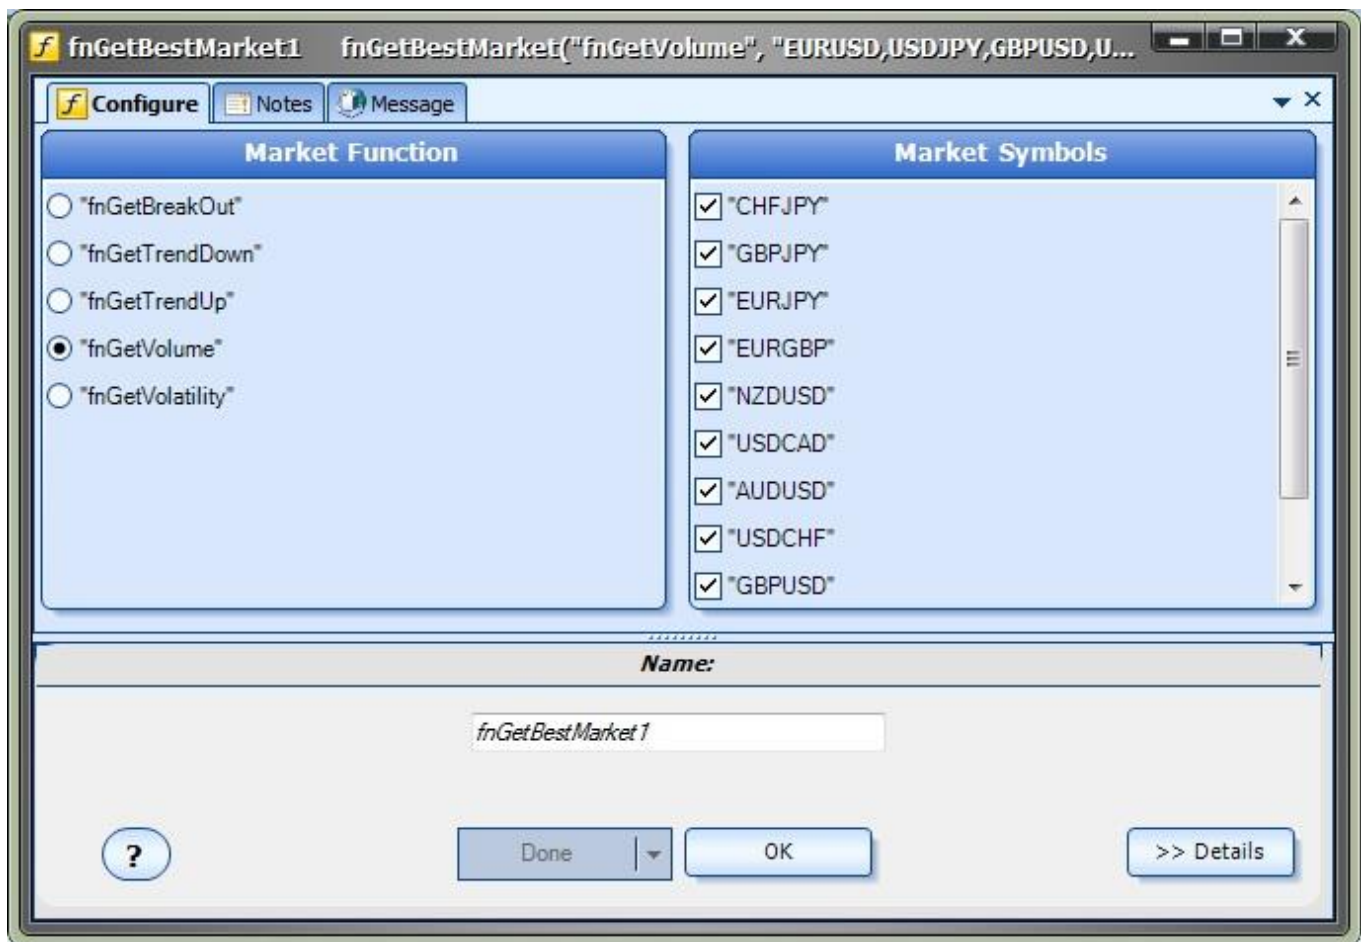 fnGetBestMarket1 fnGetBestMarket("fnGetVolume", "EURUSD,USDJPY,GBPUSD,U...
Configure Notes Message
Market Function
"fnGetBreakOut"
"fnGetTrendDown"
"fnGetTrendUp"
"fnGetVolume"
"fnGetVolatility"
Market Symbols
"CHFJPY"
"GBPJPY"
"EURJPY"
"EURGBP"
"NZDUSD"
"USDCAD"
"AUDUSD"
"USDCHF"
"GBPUSD"
Name:
fnGetBestMarket1
? Done OK >> Details